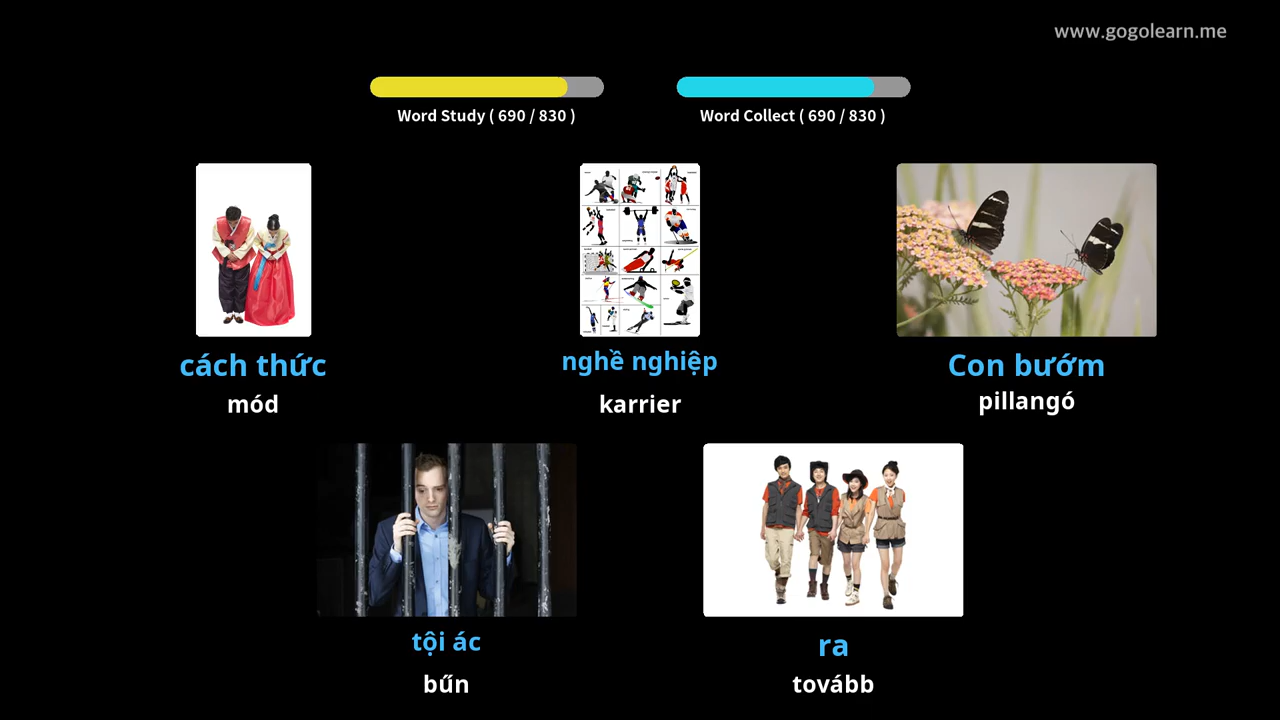 www.gogolearn.me
Word Study ( 690 / 830 )
Word Collect ( 690 / 830 )
cách thức
mód
nghề nghiệp
karrier
Con bướm
pillangó
tội ác
bűn
ra
tovább